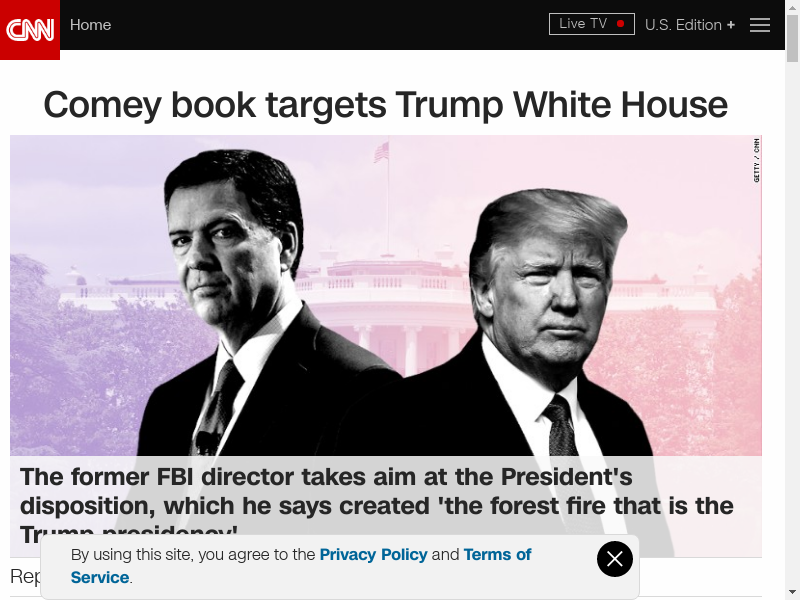 CNN
Home
Live TV
U.S. Edition +
Comey book targets Trump White House
GETTY / CNN
The former FBI director takes aim at the President's
disposition, which he says created 'the forest fire that is the
Trump presidency'
By using this site, you agree to the Privacy Policy and Terms of
Service.
Rep